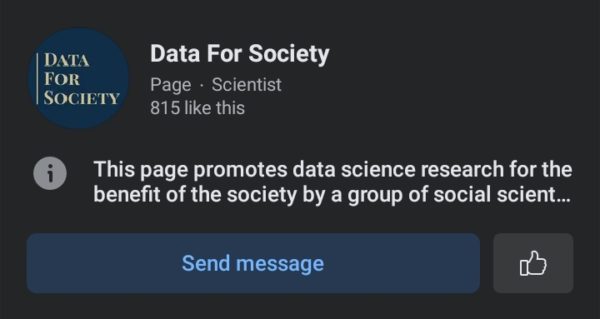 DATA
FOR
SOCIETY
Data For Society
Page · Scientist
815 like this
This page promotes data science research for the
benefit of the society by a group of social scient...
Send message